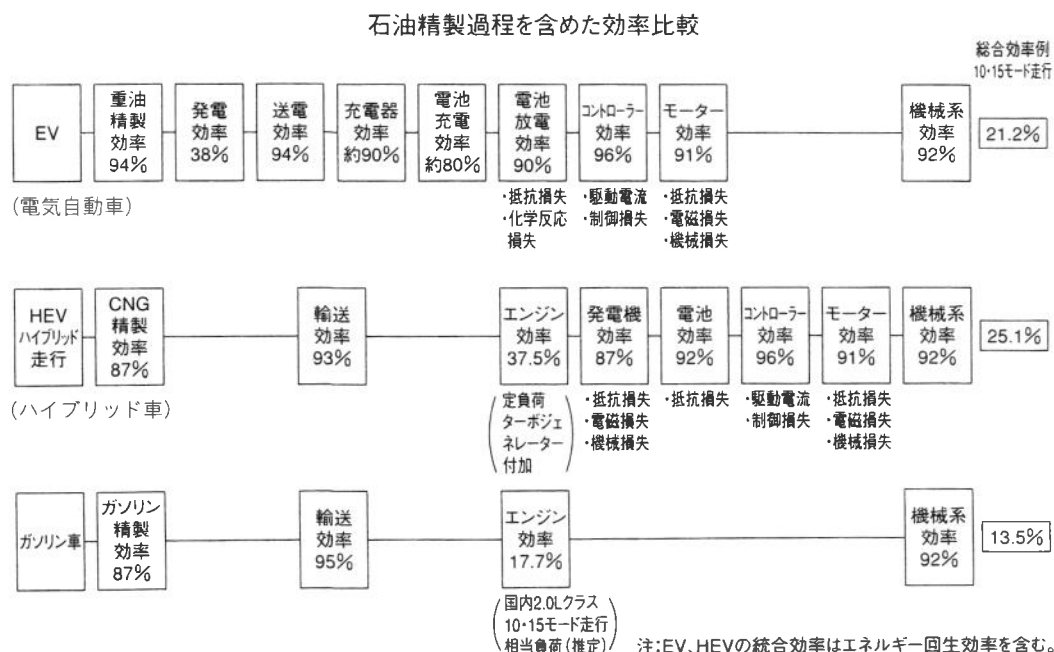 石油精製過程を含めた効率比較
総合効率例
10・15モード走行
EV
重油
精製
効率
94%
発電
効率
38%
送電
効率
94%
充電器
効率
約90%
電池
充電
効率
約80%
電池
放電
効率
90%
コントローラー
効率
96%
モーター
効率
91%
機械系
効率
92%
21.2%
(電気自動車)
・抵抗損失
・化学反応
損失
・駆動電流
・制御損失
・抵抗損失
・電磁損失
・機械損失
HEV
ハイブリッド
走行
CNG
精製
効率
87%
輸送
効率
93%
エンジン
効率
37.5%
発電機
効率
87%
電池
効率
92%
コントローラー
効率
96%
モーター
効率
91%
機械系
効率
92%
25.1%
(ハイブリッド車)
定負荷
ターボジェ
ネレーター
付加
・抵抗損失
・電磁損失
・機械損失
・抵抗損失
・駆動電流
・制御損失
・抵抗損失
・電磁損失
・機械損失
ガソリン車
ガソリン
精製
効率
87%
輸送
効率
95%
エンジン
効率
17.7%
機械系
効率
92%
13.5%
国内2.0Lクラス
10・15モード走行
相当負荷(推定)
注;EV、HEVの統合効率はエネルギー回生効率を含む。